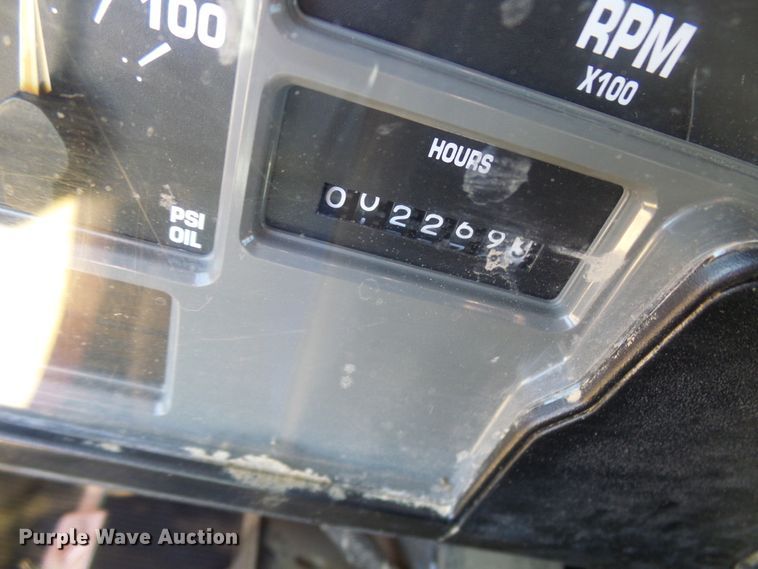 100
RPM
X100
HOURS
002269
PSI
OIL
Purple Wave Auction